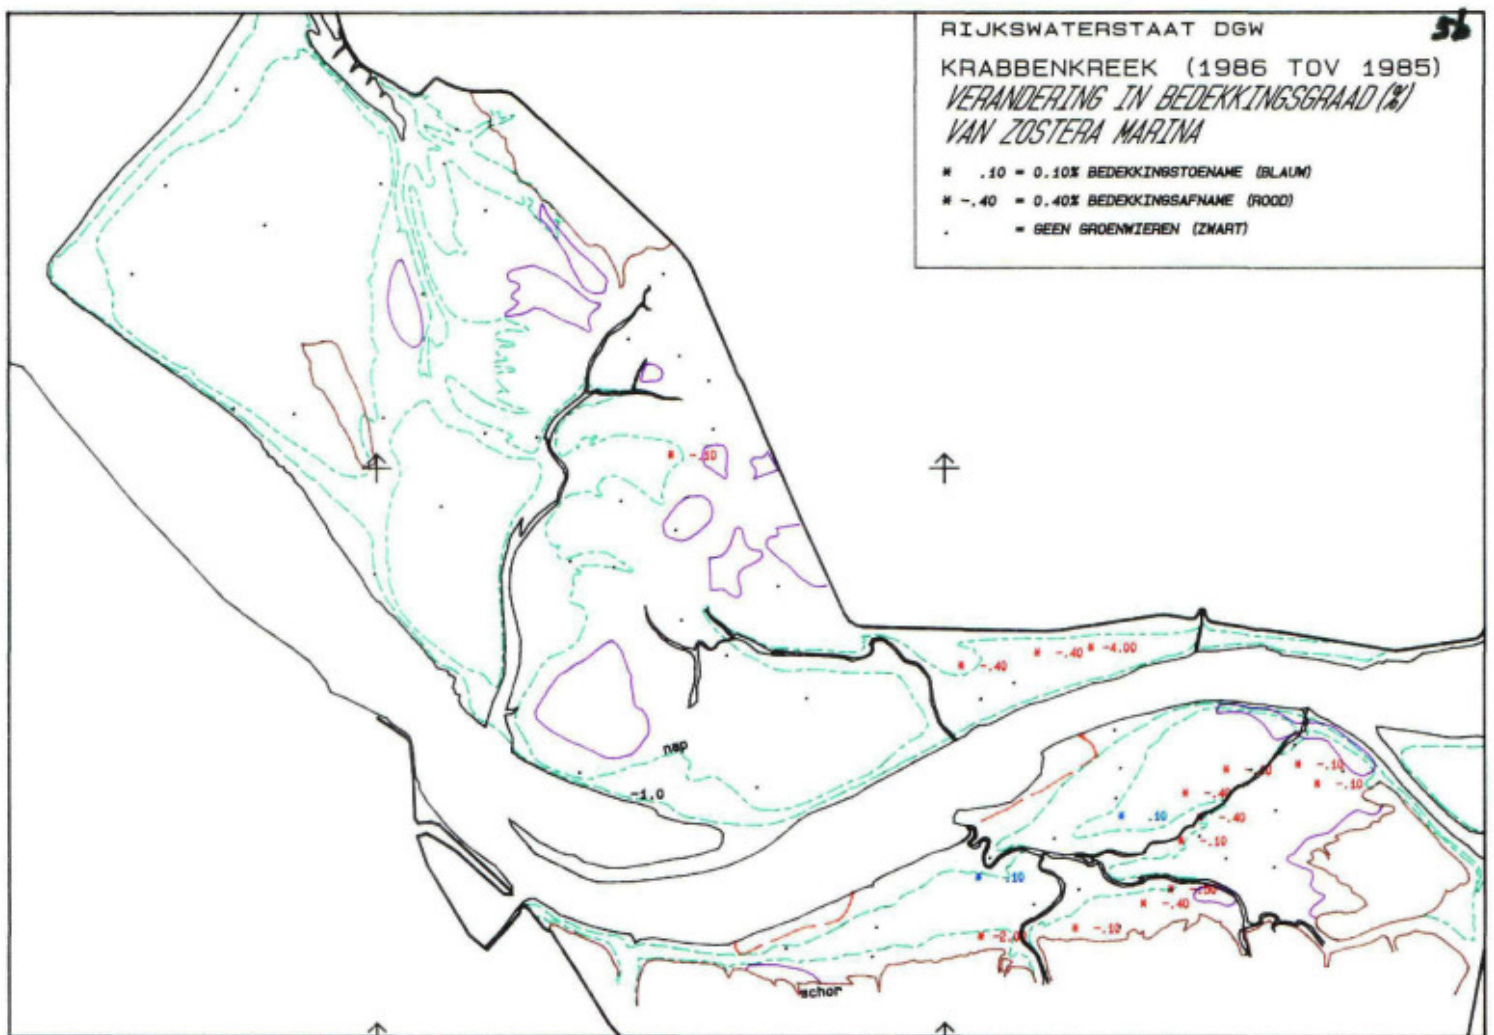 RIJKSWATERSTAAT DGW
5b
KRABBENKREEK (1986 TOV 1985)
VERANDERING IN BEDEKKINGSGRAAD (%)
VAN ZOSTERA MARINA
* .10 = 0.10% BEDEKKINGSTOENAME (BLAUW)
* -.40 = 0.40% BEDEKKINGSAFNAME (ROOD)
. = GEEN GROENWIEREN (ZWART)
* -.40
* -.40
* -4.00
nap
-1.0
* -.10
* -.10
* -.40
* .10
-.40
* -.10
* .10
* -.40
* -.10
* -2.0
schor